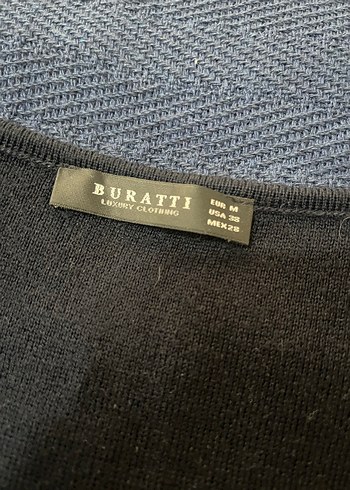 BURATTI
LUXURY CLOTHING
EUR M
USA 38
MEX28